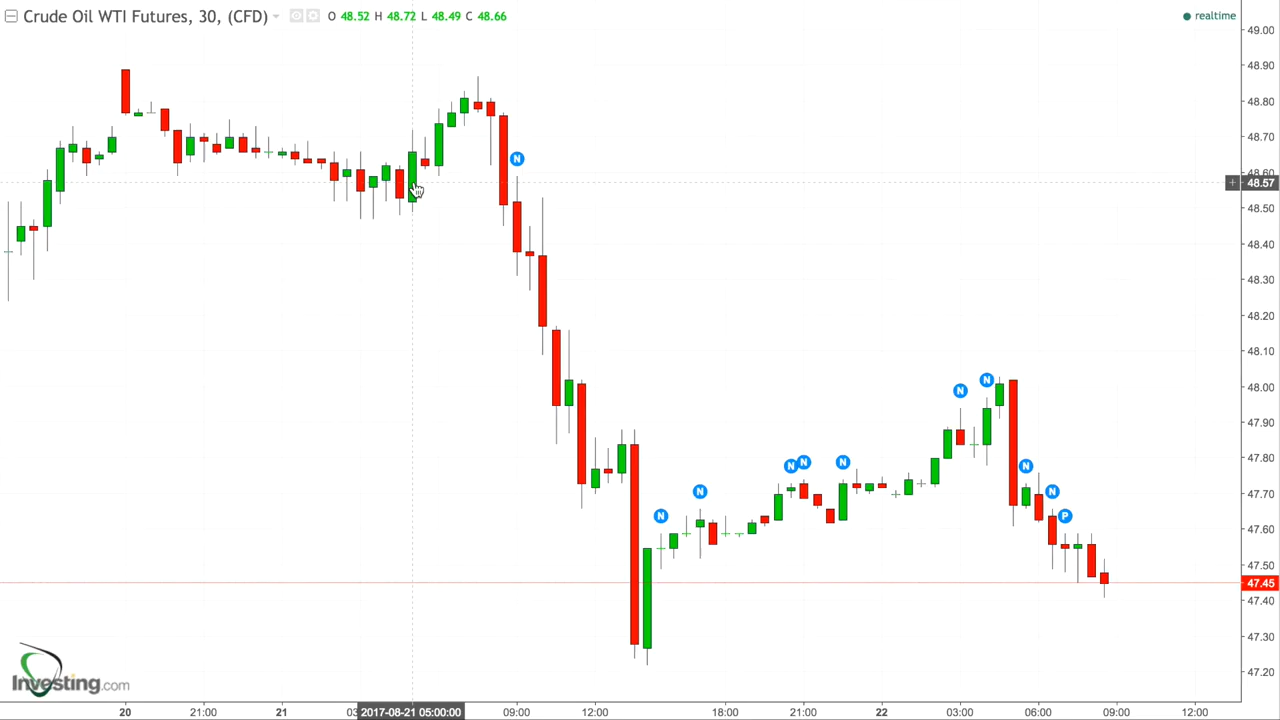 Crude Oil WTI Futures, 30, (CFD) O 48.52 H 48.72 L 48.49 C 48.66
realtime
49.00
48.90
48.80
48.70
48.60
48.57
48.50
48.40
48.30
48.20
48.10
48.00
47.90
47.80
47.70
47.60
47.50
47.45
47.40
47.30
47.20
N
N
N
N
N
N
N
N
N
N
P
Investing.com
20 21:00 21 03 2017-08-21 05:00:00 09:00 12:00 18:00 21:00 22 03:00 06:00 09:00 12:00